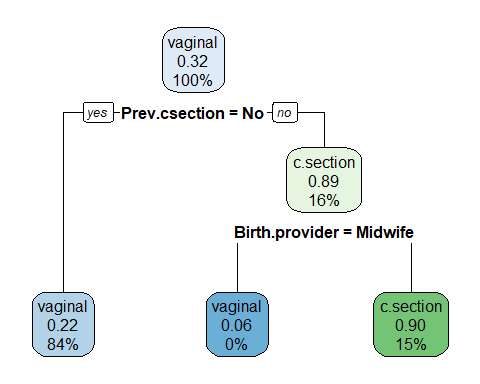 vaginal
0.32
100%
yes Prev.csection = No no
c.section
0.89
16%
Birth.provider = Midwife
vaginal
0.22
84%
vaginal
0.06
0%
c.section
0.90
15%